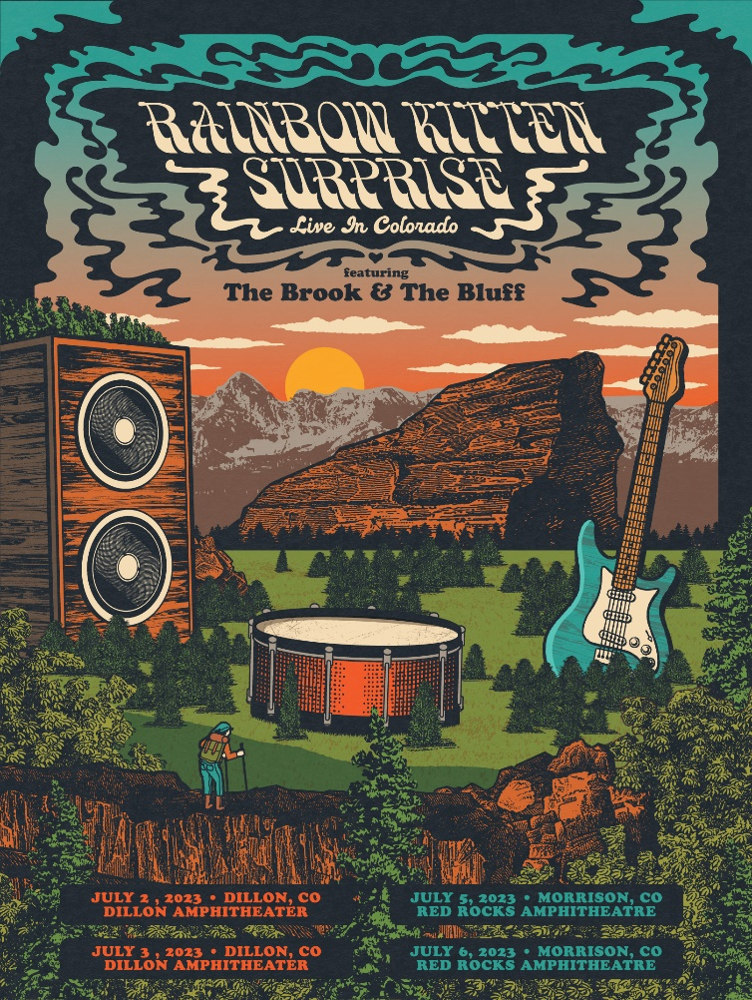 RAINBOW KITTEN
SURPRISE
Live In Colorado
featuring
The Brook & The Bluff
JULY 2, 2023 • DILLON, CO
DILLON AMPHITHEATER
JULY 5, 2023 • MORRISON, CO
RED ROCKS AMPHITHEATRE
JULY 3, 2023 • DILLON, CO
DILLON AMPHITHEATER
JULY 6, 2023 • MORRISON, CO
RED ROCKS AMPHITHEATRE